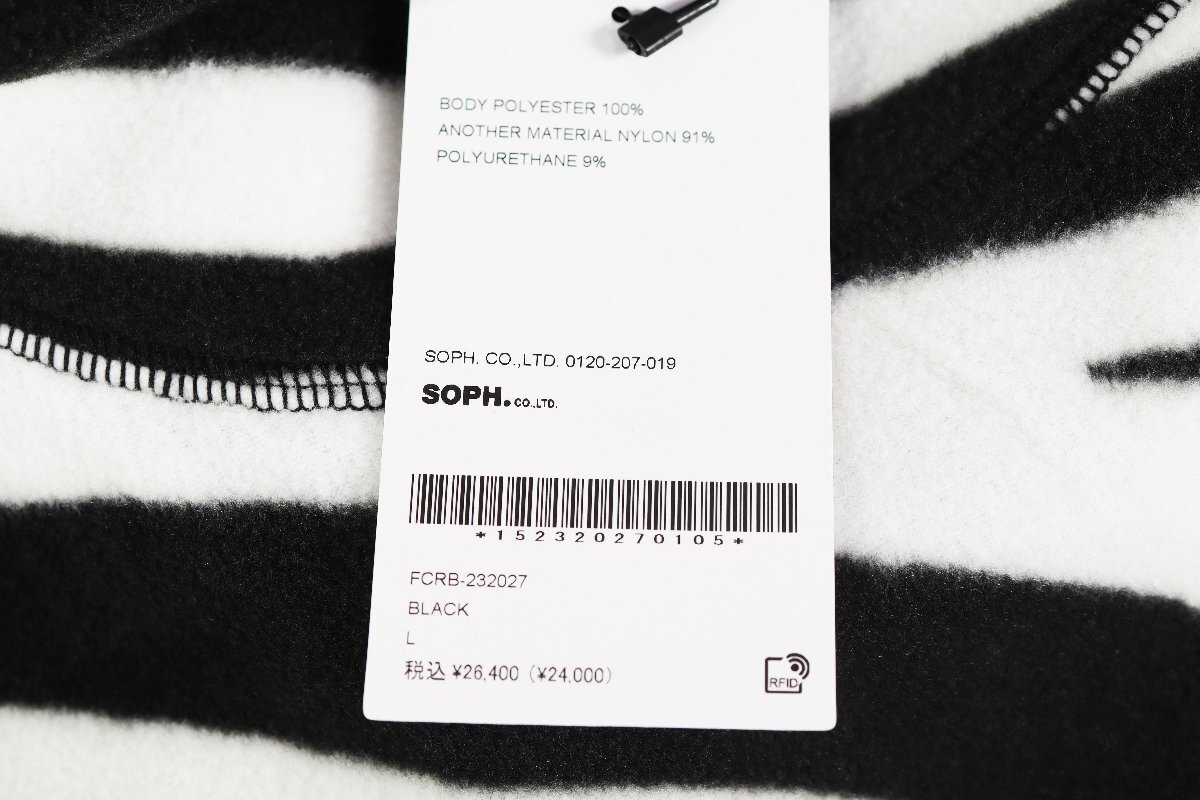 BODY POLYESTER 100%
ANOTHER MATERIAL NYLON 91%
POLYURETHANE 9%
SOPH. CO.,LTD. 0120-207-019
SOPH. CO.,LTD.
*152320270105*
FCRB-232027
BLACK
L
税込 ¥26,400 (¥24,000)
RFID